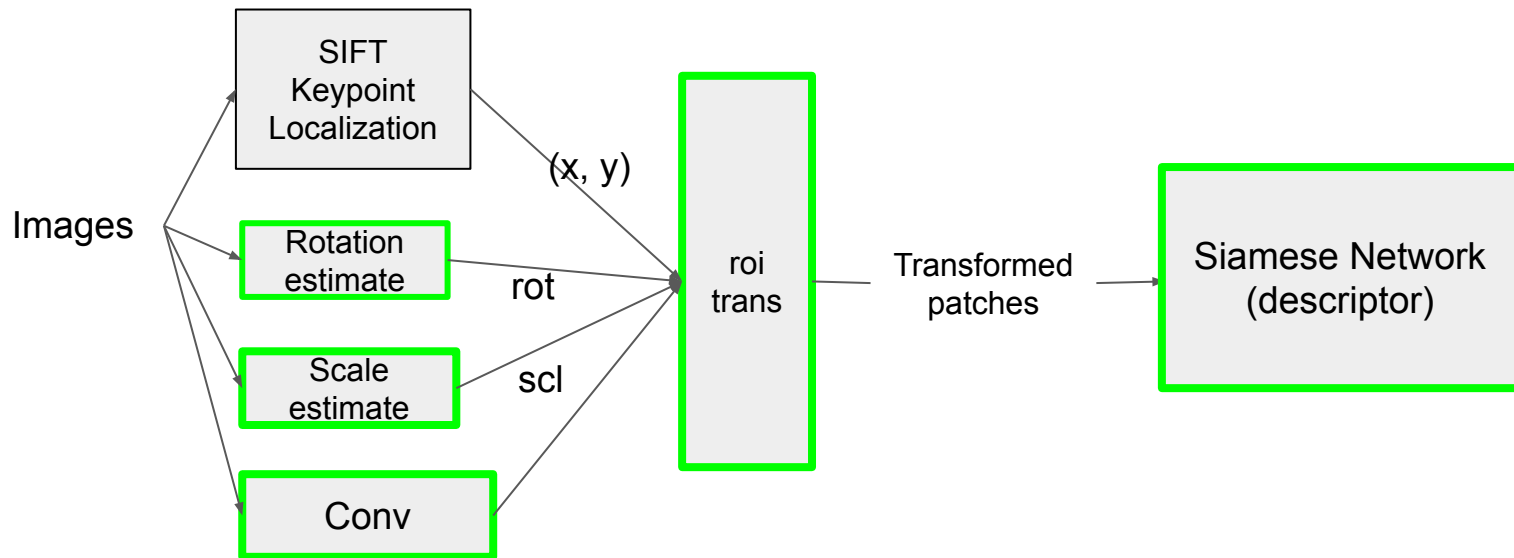 SIFT
Keypoint
Localization
(x, y)
Images
Rotation
estimate
rot
Scale
estimate
scl
Conv
roi
trans
Transformed
patches
Siamese Network
(descriptor)